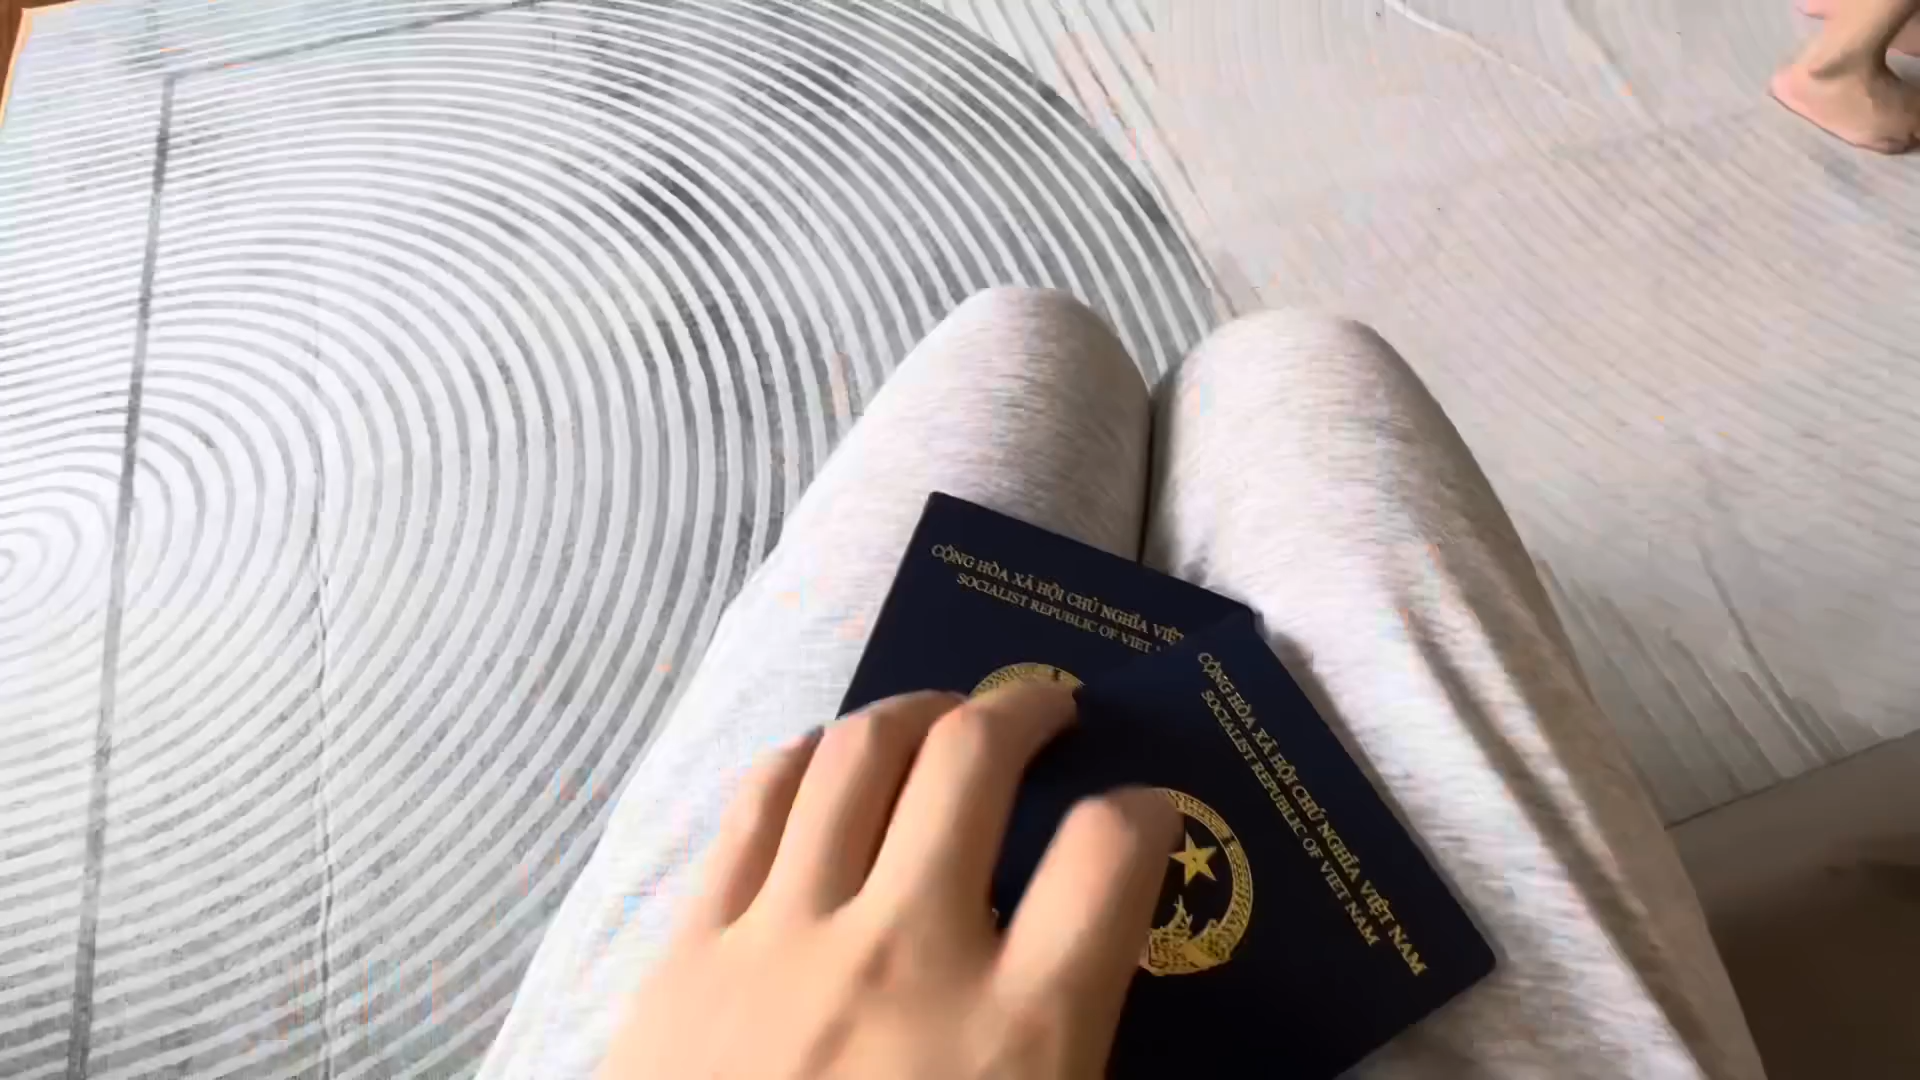 CỘNG HÒA XÃ HỘI CHỦ NGHĨA VIỆT
SOCIALIST REPUBLIC OF VIET
CỘNG HÒA XÃ HỘI CHỦ NGHĨA VIỆT NAM
SOCIALIST REPUBLIC OF VIET NAM